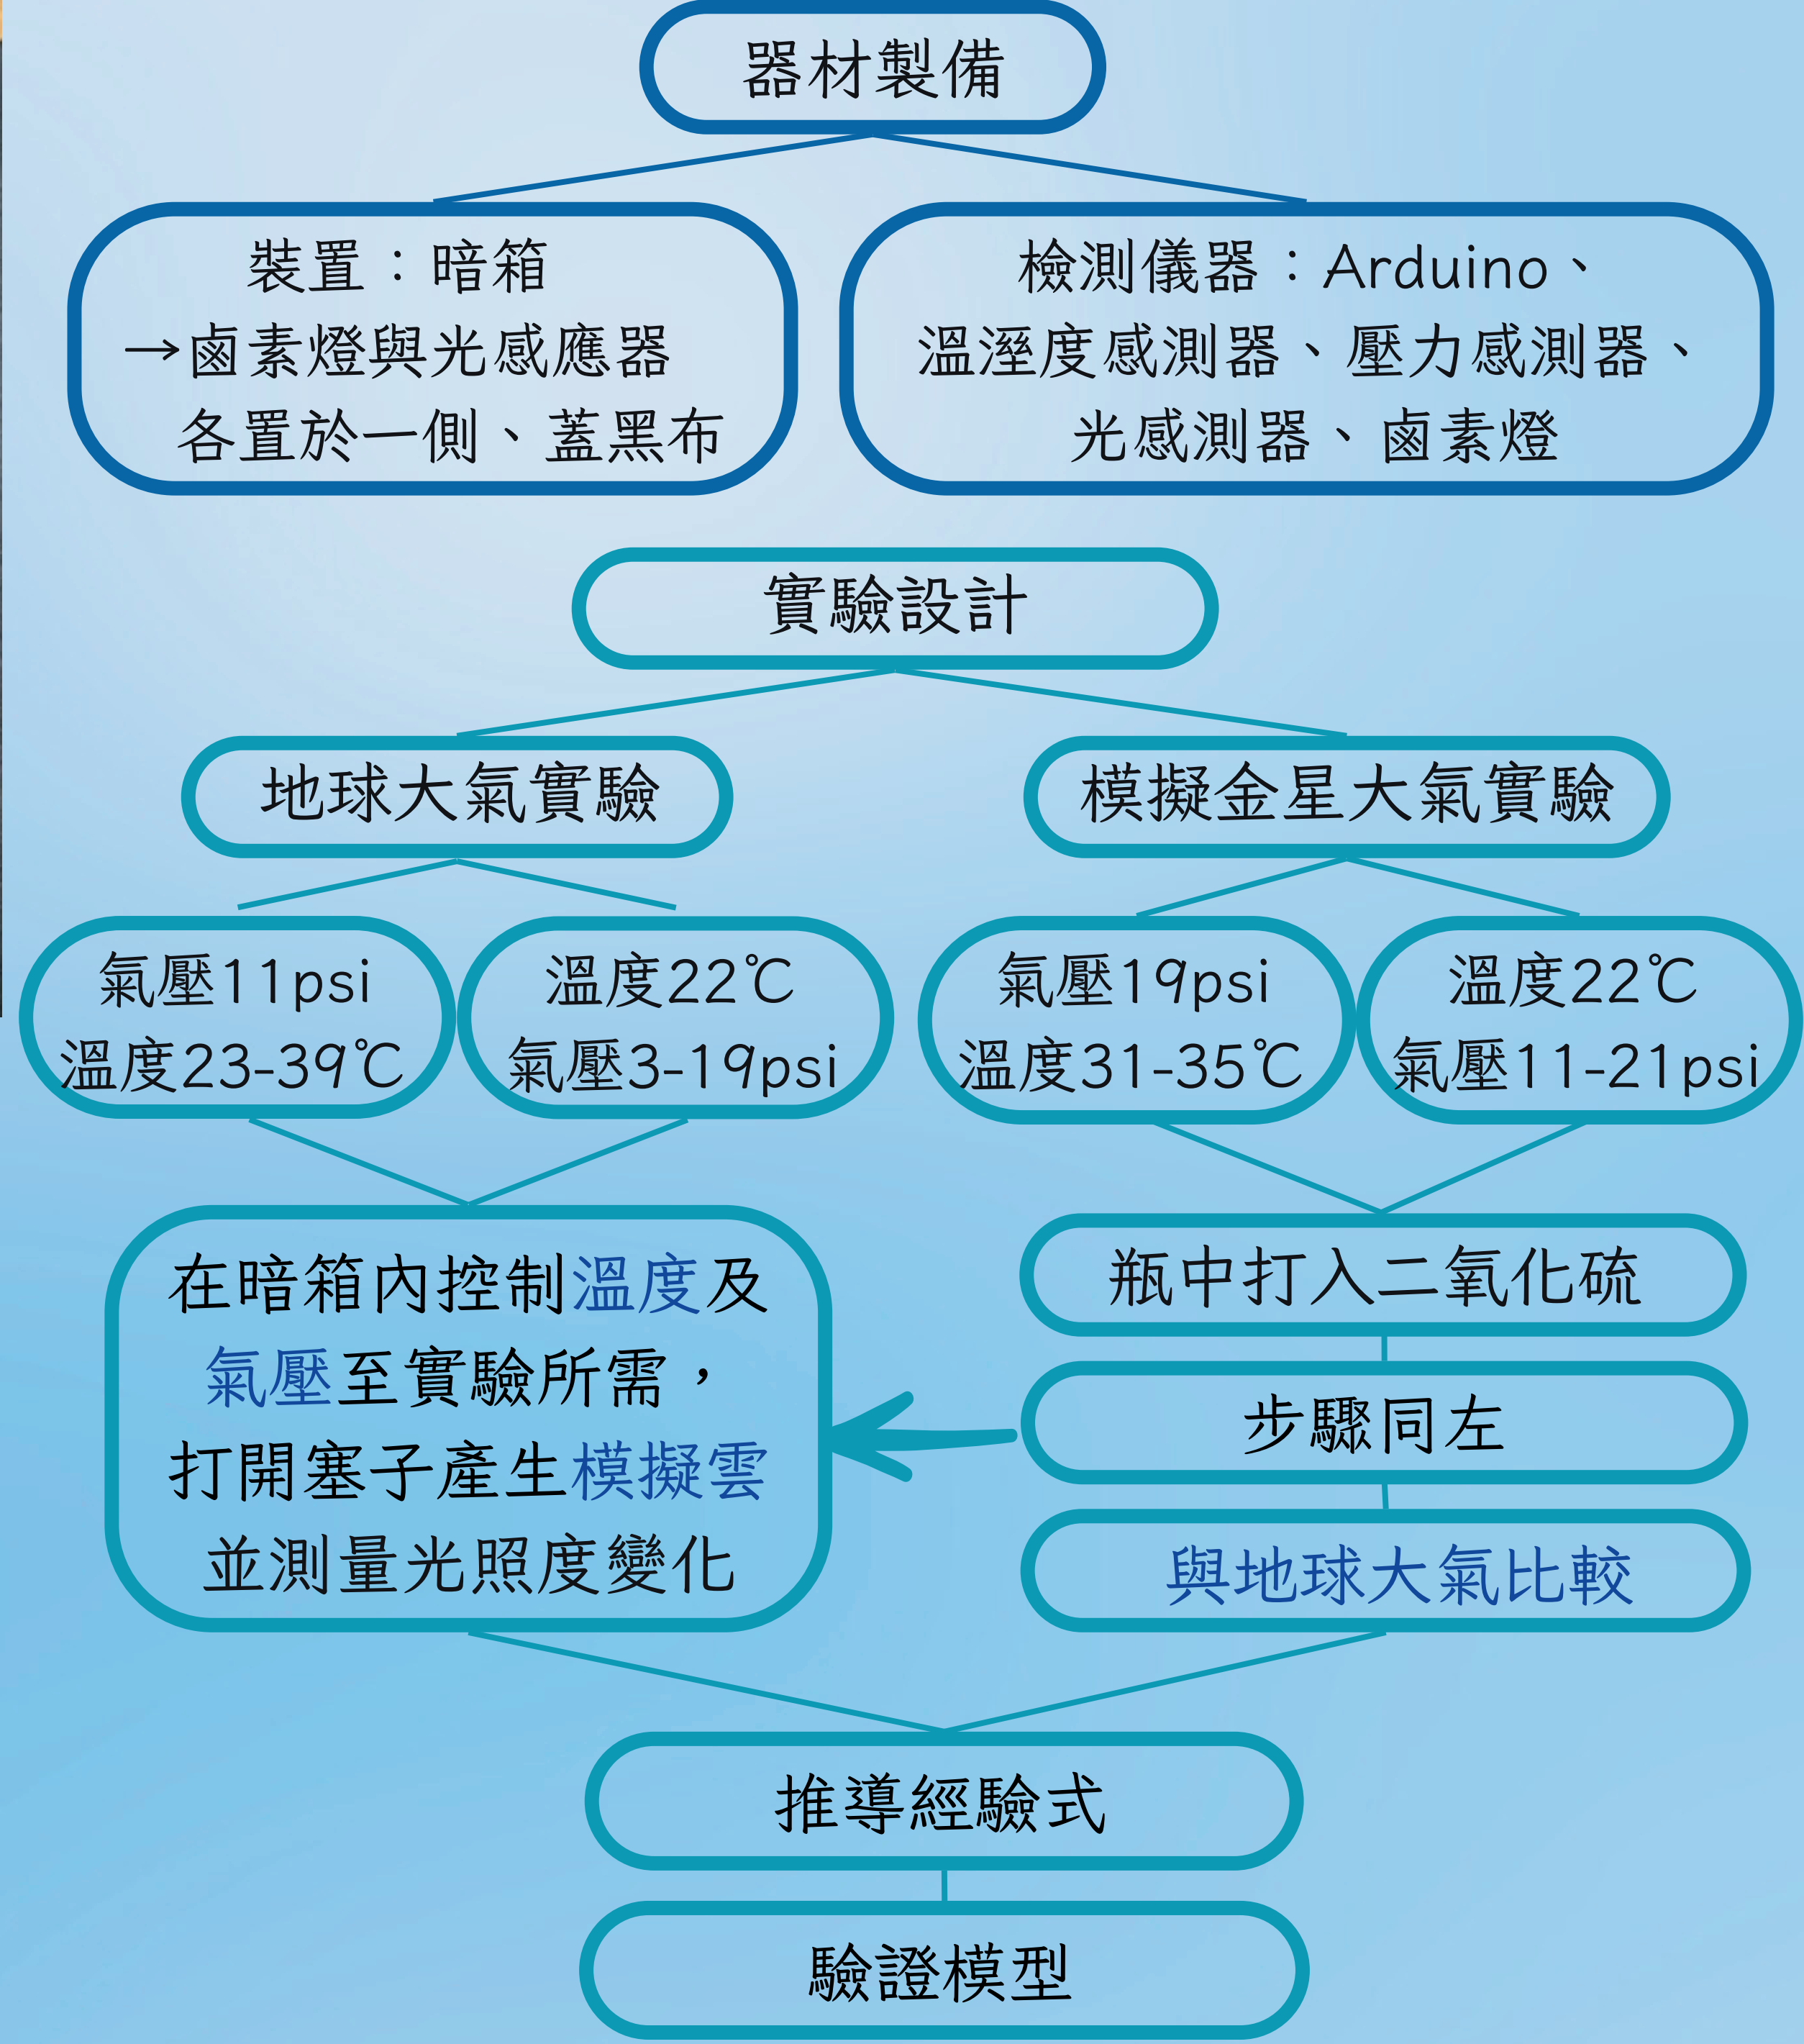 器材製備
裝置：暗箱
→鹵素燈與光感應器
各置於一側、蓋黑布
檢測儀器：Arduino、
溫溼度感測器、壓力感測器、
光感測器、鹵素燈
實驗設計
地球大氣實驗
模擬金星大氣實驗
氣壓11psi
溫度23-39℃
溫度22℃
氣壓3-19psi
氣壓19psi
溫度31-35℃
溫度22℃
氣壓11-21psi
在暗箱內控制溫度及
氣壓至實驗所需，
打開塞子產生模擬雲
並測量光照度變化
瓶中打入二氧化硫
步驟同左
與地球大氣比較
推導經驗式
驗證模型